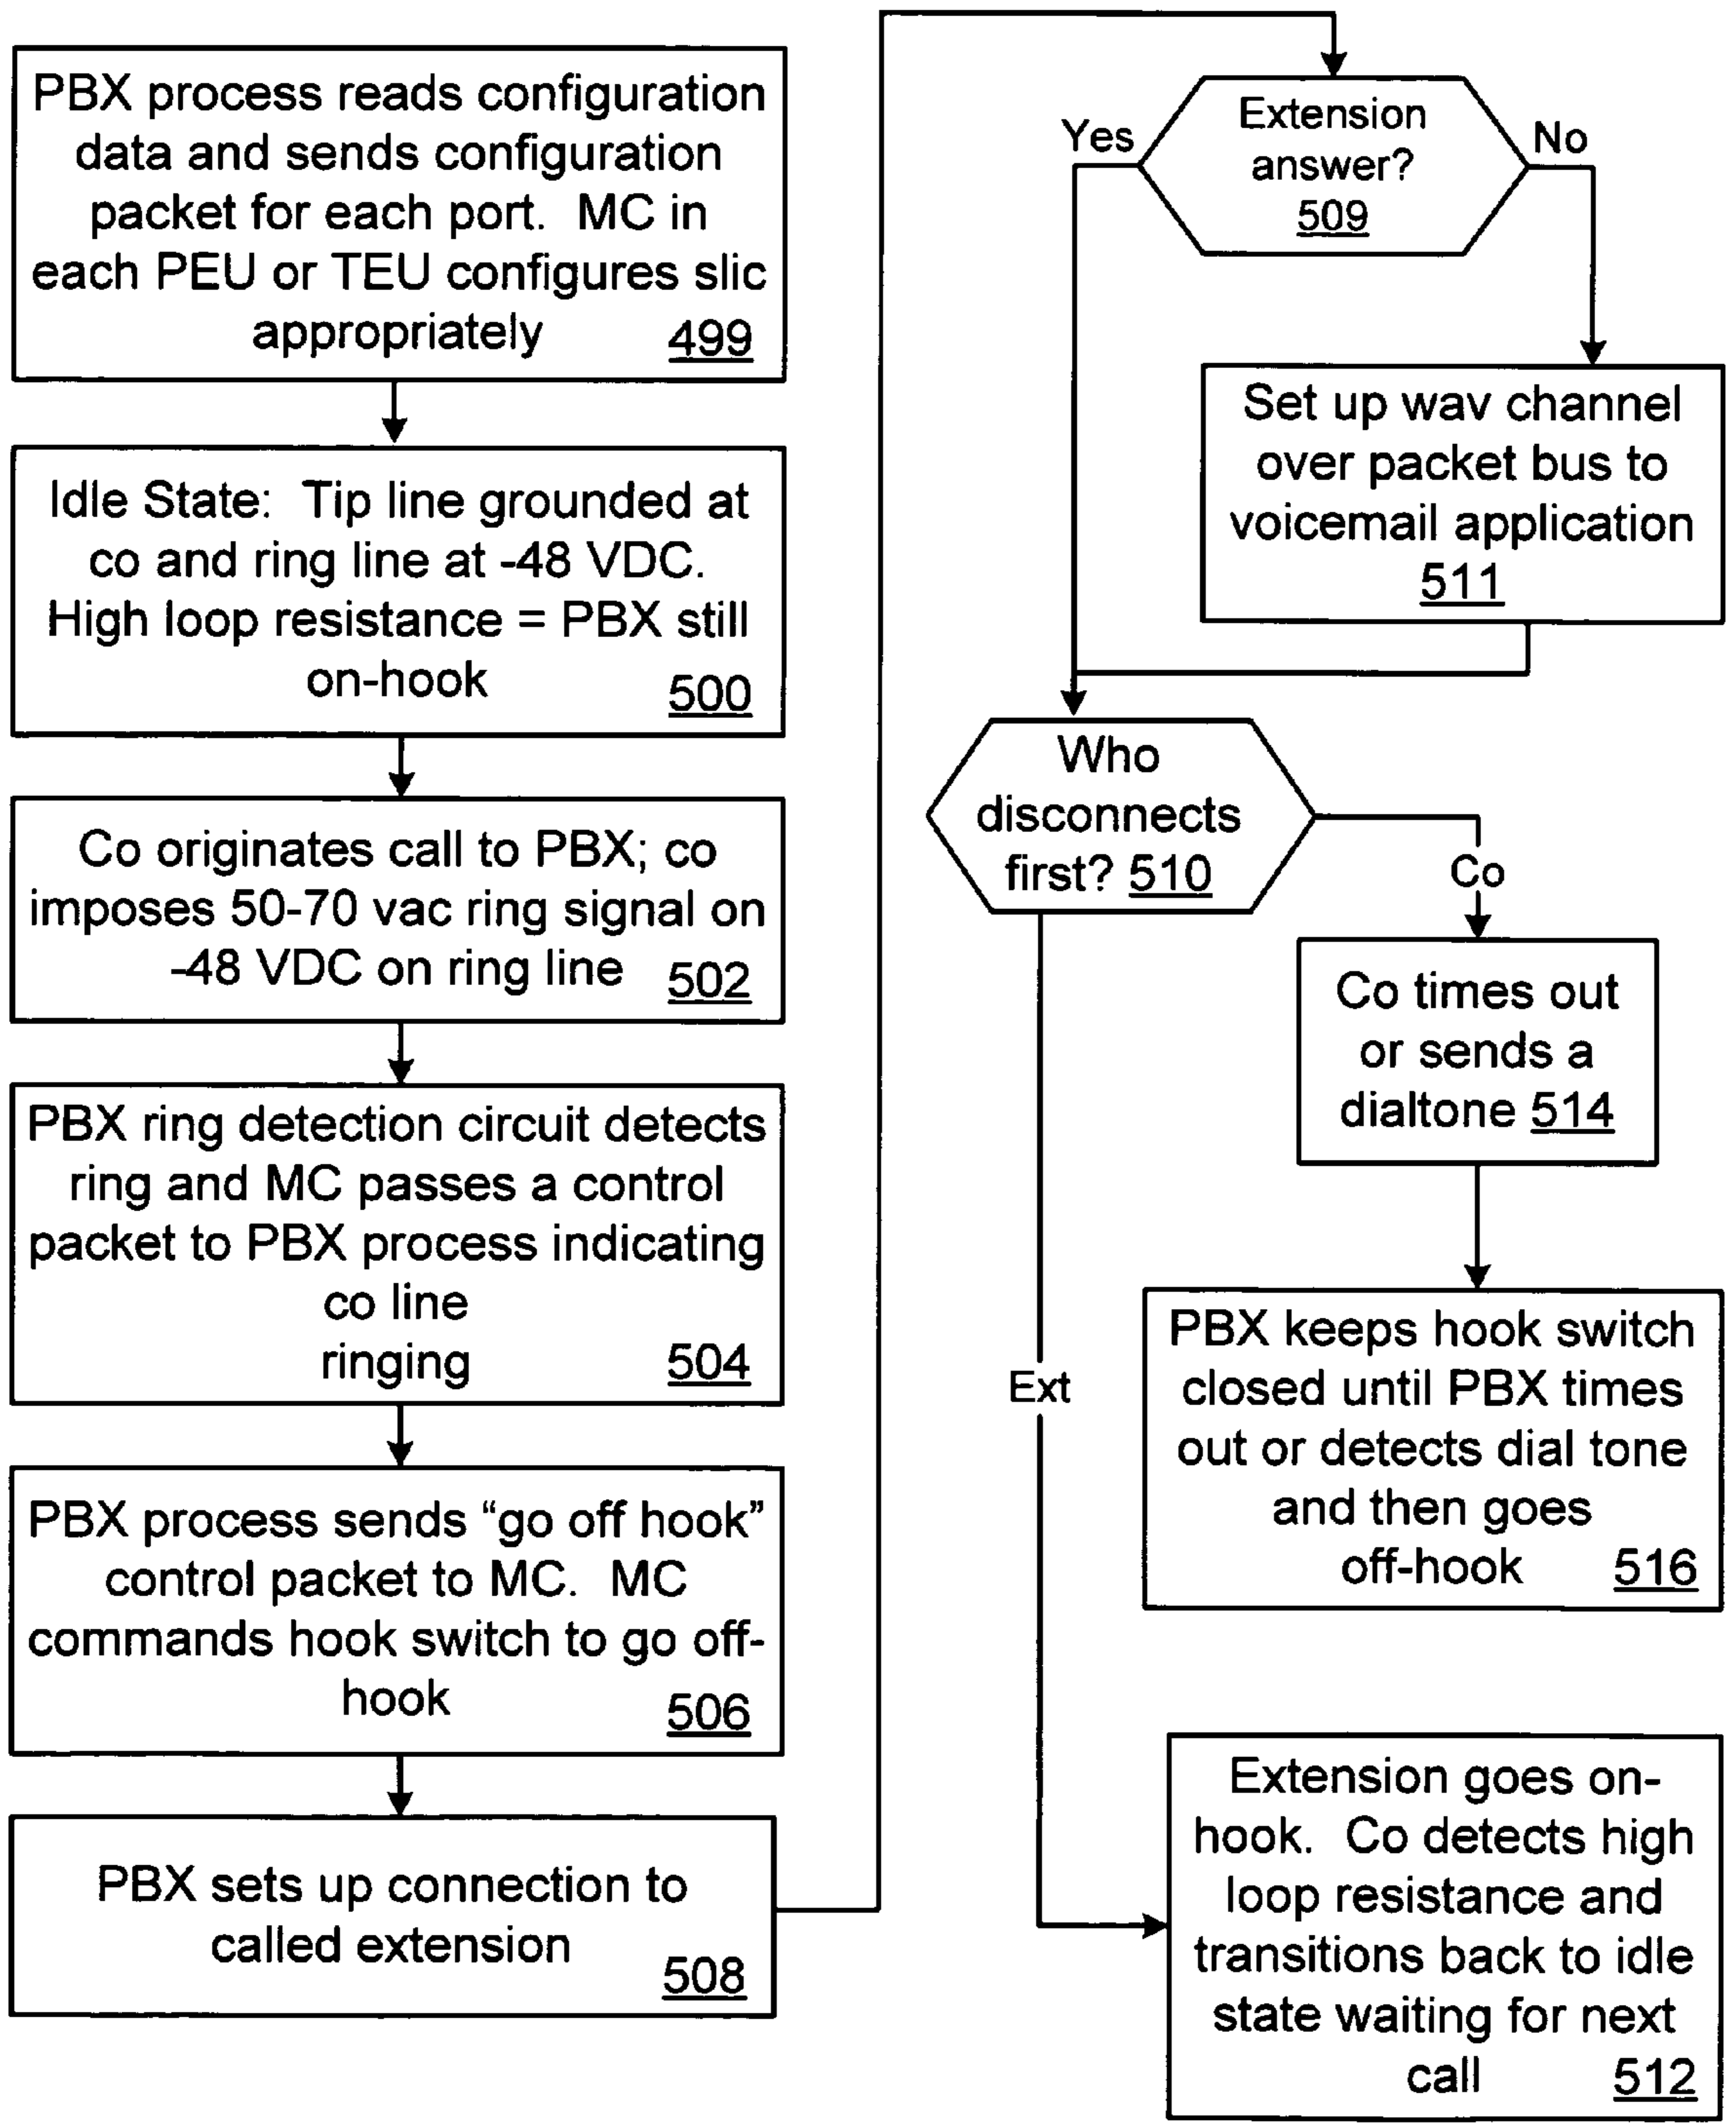 PBX process reads configuration
data and sends configuration
packet for each port.  MC in
each PEU or TEU configures slic
appropriately 499
Idle State:  Tip line grounded at
co and ring line at -48 VDC.
High loop resistance = PBX still
on-hook 500
Co originates call to PBX; co
imposes 50-70 vac ring signal on
-48 VDC on ring line 502
PBX ring detection circuit detects
ring and MC passes a control
packet to PBX process indicating
co line
ringing 504
PBX process sends “go off hook”
control packet to MC.  MC
commands hook switch to go off-
hook 506
PBX sets up connection to
called extension 508
Extension
answer?
509
Yes
No
Set up wav channel
over packet bus to
voicemail application
511
Who
disconnects
first? 510
Co
Co times out
or sends a
dialtone 514
PBX keeps hook switch
closed until PBX times
out or detects dial tone
and then goes
off-hook 516
Ext
Extension goes on-
hook.  Co detects high
loop resistance and
transitions back to idle
state waiting for next
call 512